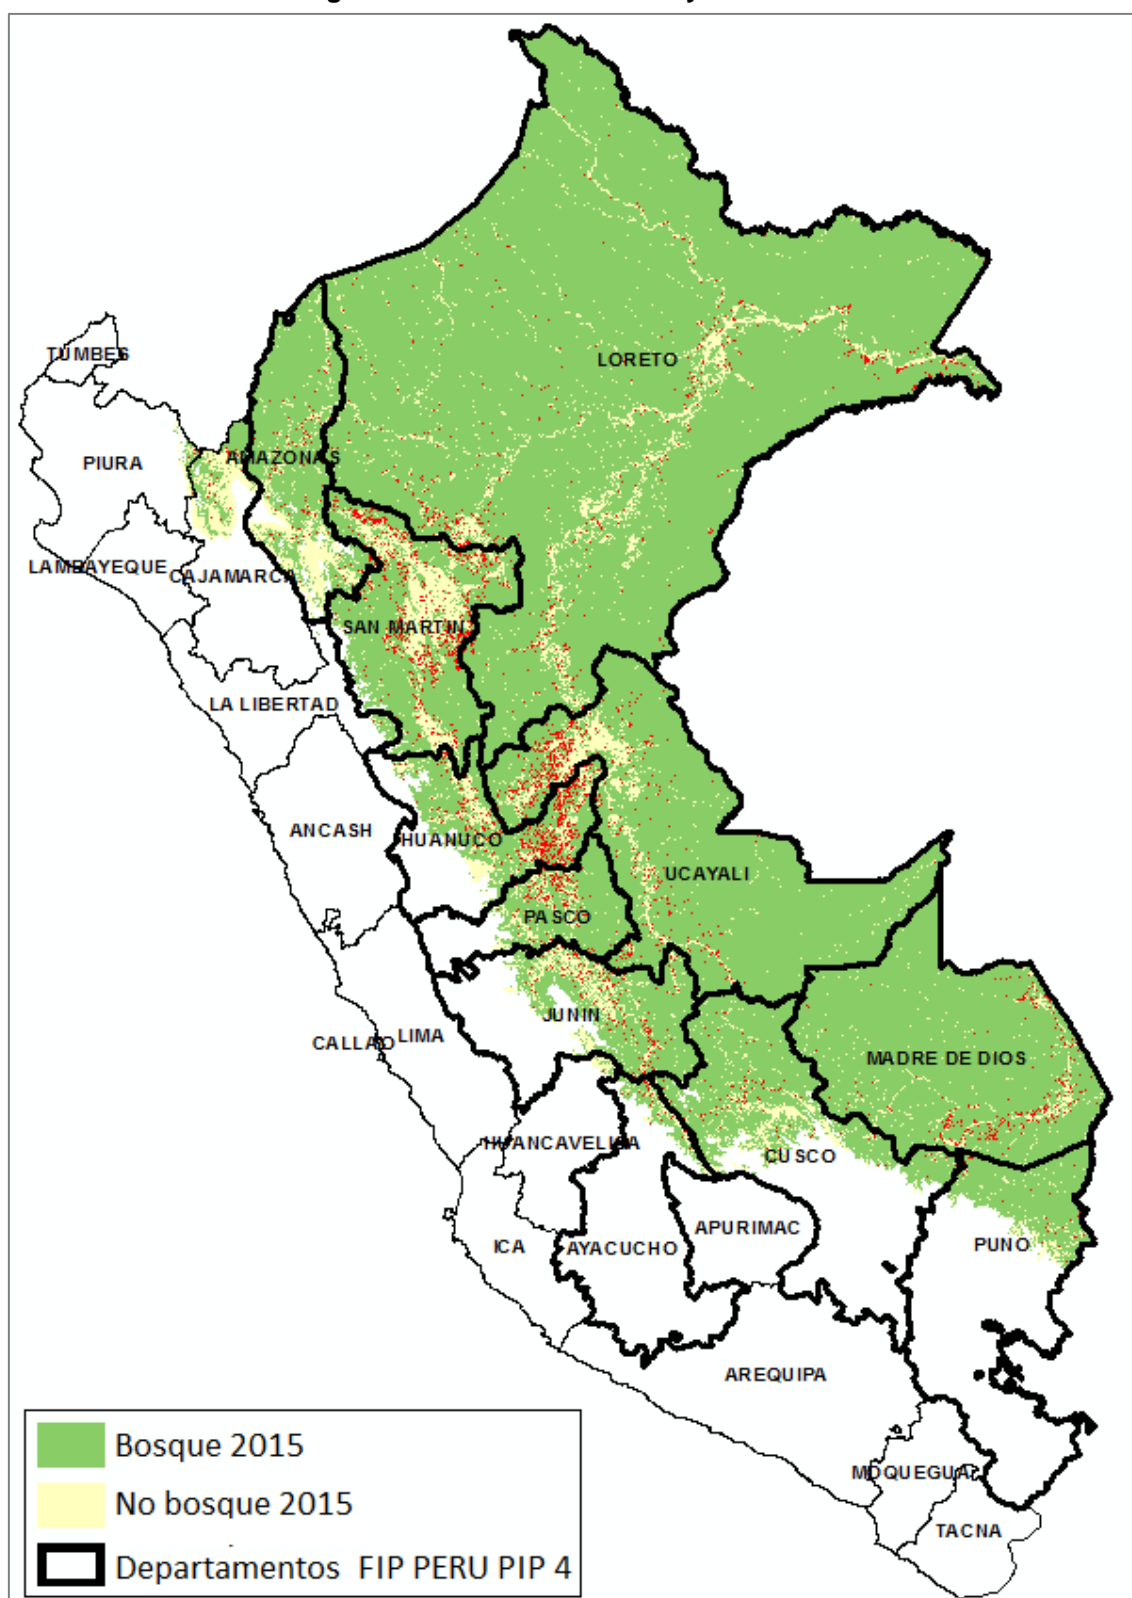 LORETO
TUMBES
PIURA
AMAZONAS
LAMBAYEQUE
CAJAMARCA
SAN MARTIN
LA LIBERTAD
ANCASH
HUANUCO
UCAYALI
PASCO
JUNIN
CALLAO
LIMA
MADRE DE DIOS
HUANCAVELICA
CUSCO
ICA
AYACUCHO
APURIMAC
PUNO
AREQUIPA
MOQUEGUA
TACNA
Bosque 2015
No bosque 2015
Departamentos FIP PERU PIP 4